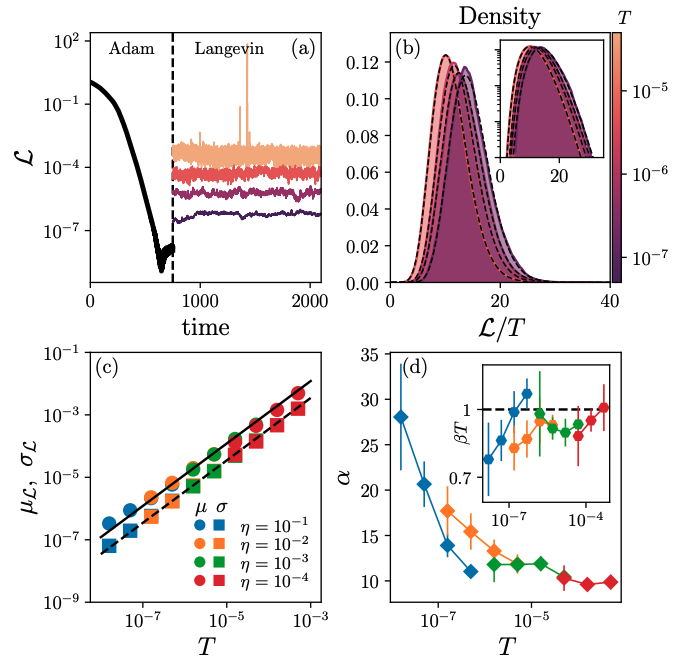 Density
T
Adam
Langevin
(a)
(b)
10²
10⁻¹
10⁻⁴
10⁻⁷
ℒ
0
1000
2000
time
0.12
0.10
0.08
0.06
0.04
0.02
0.00
0
20
0
20
40
ℒ/T
10⁻⁵
10⁻⁶
10⁻⁷
(c)
10⁻¹
10⁻³
10⁻⁵
10⁻⁷
10⁻⁹
μ_ℒ, σ_ℒ
μ σ
η = 10⁻¹
η = 10⁻²
η = 10⁻³
η = 10⁻⁴
10⁻⁷
10⁻⁵
10⁻³
T
(d)
35
30
25
20
15
10
α
βT
1
0.7
10⁻⁷
10⁻⁴
10⁻⁷
10⁻⁵
T